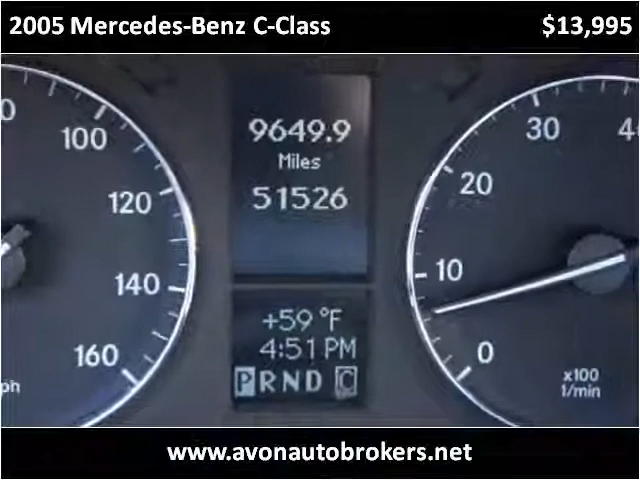 2005 Mercedes-Benz C-Class $13,995
100
120
140
160
9649.9
Miles
51526
+59 °F
4:51 PM
P R N D C
30
20
10
0
x100
1/min
www.avonautobrokers.net